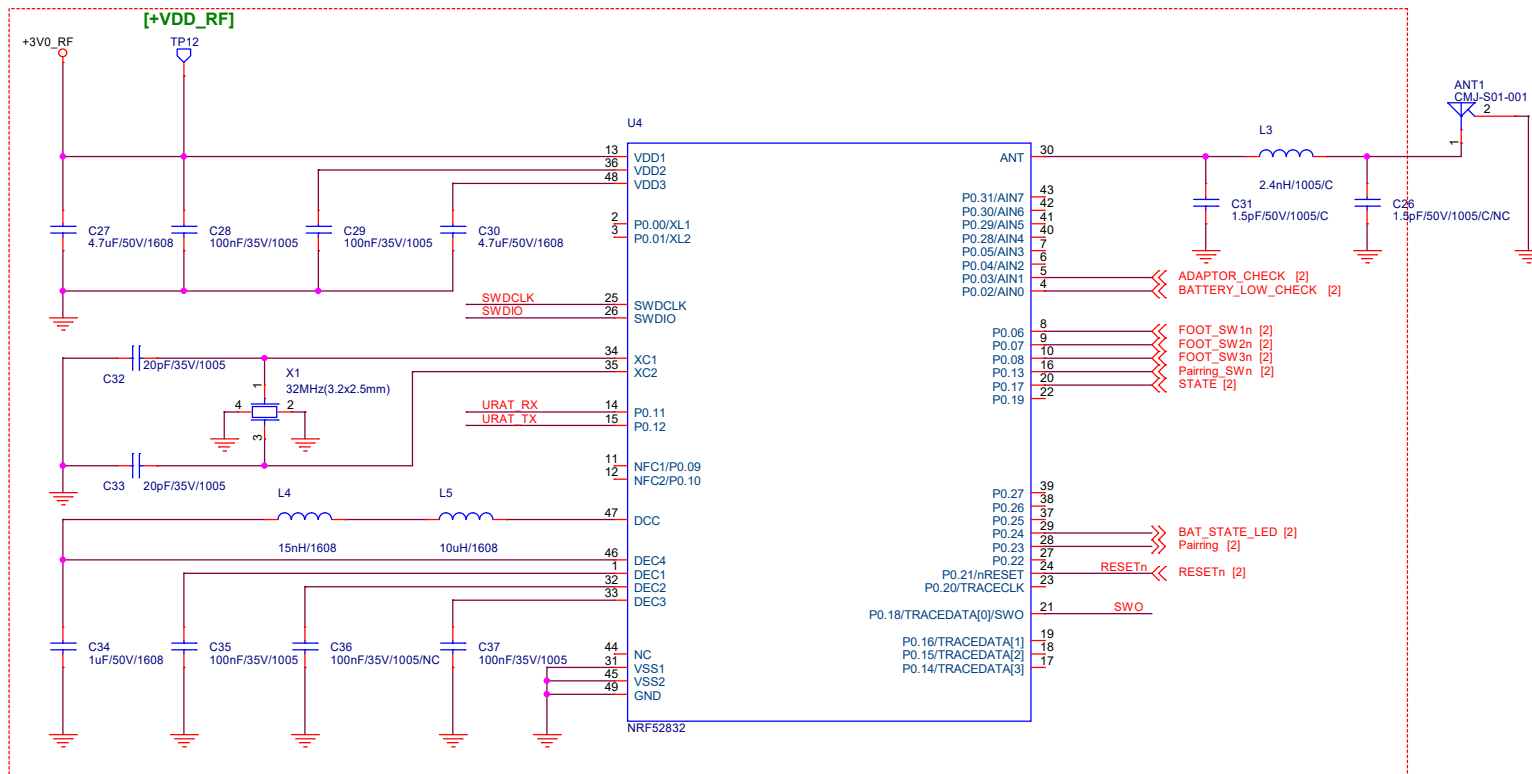 [+VDD_RF]
+3V0_RF
TP12
ANT1
CMJ-S01-001
2
1
U4
L3
2.4nH/1005/C
C31
1.5pF/50V/1005/C
C26
1.5pF/50V/1005/C/NC
13 VDD1
36 VDD2
48 VDD3
ANT 30
C27
4.7uF/50V/1608
C28
100nF/35V/1005
C29
100nF/35V/1005
C30
4.7uF/50V/1608
2 P0.00/XL1
3 P0.01/XL2
P0.31/AIN7 43
P0.30/AIN6 42
P0.29/AIN5 41
P0.28/AIN4 40
P0.05/AIN3 7
P0.04/AIN2 6
P0.03/AIN1 5 ADAPTOR_CHECK [2]
P0.02/AIN0 4 BATTERY_LOW_CHECK [2]
SWDCLK 25 SWDCLK
SWDIO 26 SWDIO
P0.06 8 FOOT_SW1n [2]
P0.07 9 FOOT_SW2n [2]
P0.08 10 FOOT_SW3n [2]
P0.13 16 Pairring_SWn [2]
P0.17 20 STATE [2]
P0.19 22
C32
20pF/35V/1005
34 XC1
35 XC2
X1
32MHz(3.2x2.5mm)
1
4
2
3
URAT_RX 14 P0.11
URAT_TX 15 P0.12
C33
20pF/35V/1005
11 NFC1/P0.09
12 NFC2/P0.10
L4
15nH/1608
L5
10uH/1608
47 DCC
46 DEC4
1 DEC1
32 DEC2
33 DEC3
P0.27 39
P0.26 38
P0.25 37
P0.24 29 BAT_STATE_LED [2]
P0.23 28 Pairring [2]
P0.22 27
P0.21/nRESET 24 RESETn RESETn [2]
P0.20/TRACECLK 23
P0.18/TRACEDATA[0]/SWO 21 SWO
P0.16/TRACEDATA[1] 19
P0.15/TRACEDATA[2] 18
P0.14/TRACEDATA[3] 17
C34
1uF/50V/1608
C35
100nF/35V/1005
C36
100nF/35V/1005/NC
C37
100nF/35V/1005
44 NC
31 VSS1
45 VSS2
49 GND
NRF52832